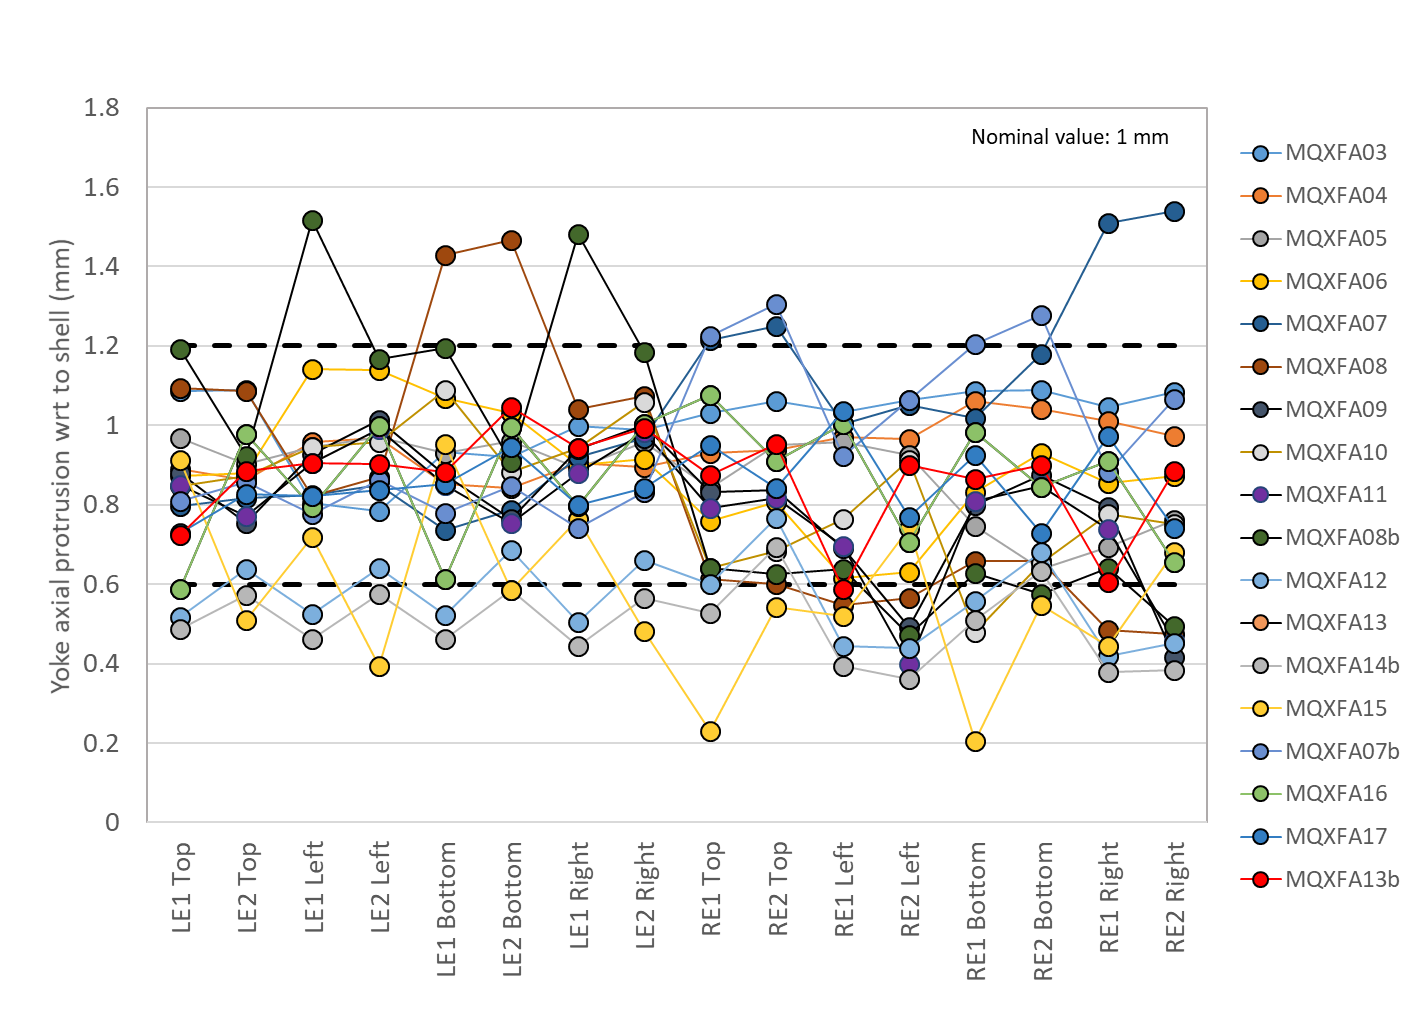 Nominal value: 1 mm
Yoke axial protrusion wrt to shell (mm)
1.8
1.6
1.4
1.2
1
0.8
0.6
0.4
0.2
0
LE1 Top
LE2 Top
LE1 Left
LE2 Left
LE1 Bottom
LE2 Bottom
LE1 Right
LE2 Right
RE1 Top
RE2 Top
RE1 Left
RE2 Left
RE1 Bottom
RE2 Bottom
RE1 Right
RE2 Right
MQXFA03
MQXFA04
MQXFA05
MQXFA06
MQXFA07
MQXFA08
MQXFA09
MQXFA10
MQXFA11
MQXFA08b
MQXFA12
MQXFA13
MQXFA14b
MQXFA15
MQXFA07b
MQXFA16
MQXFA17
MQXFA13b